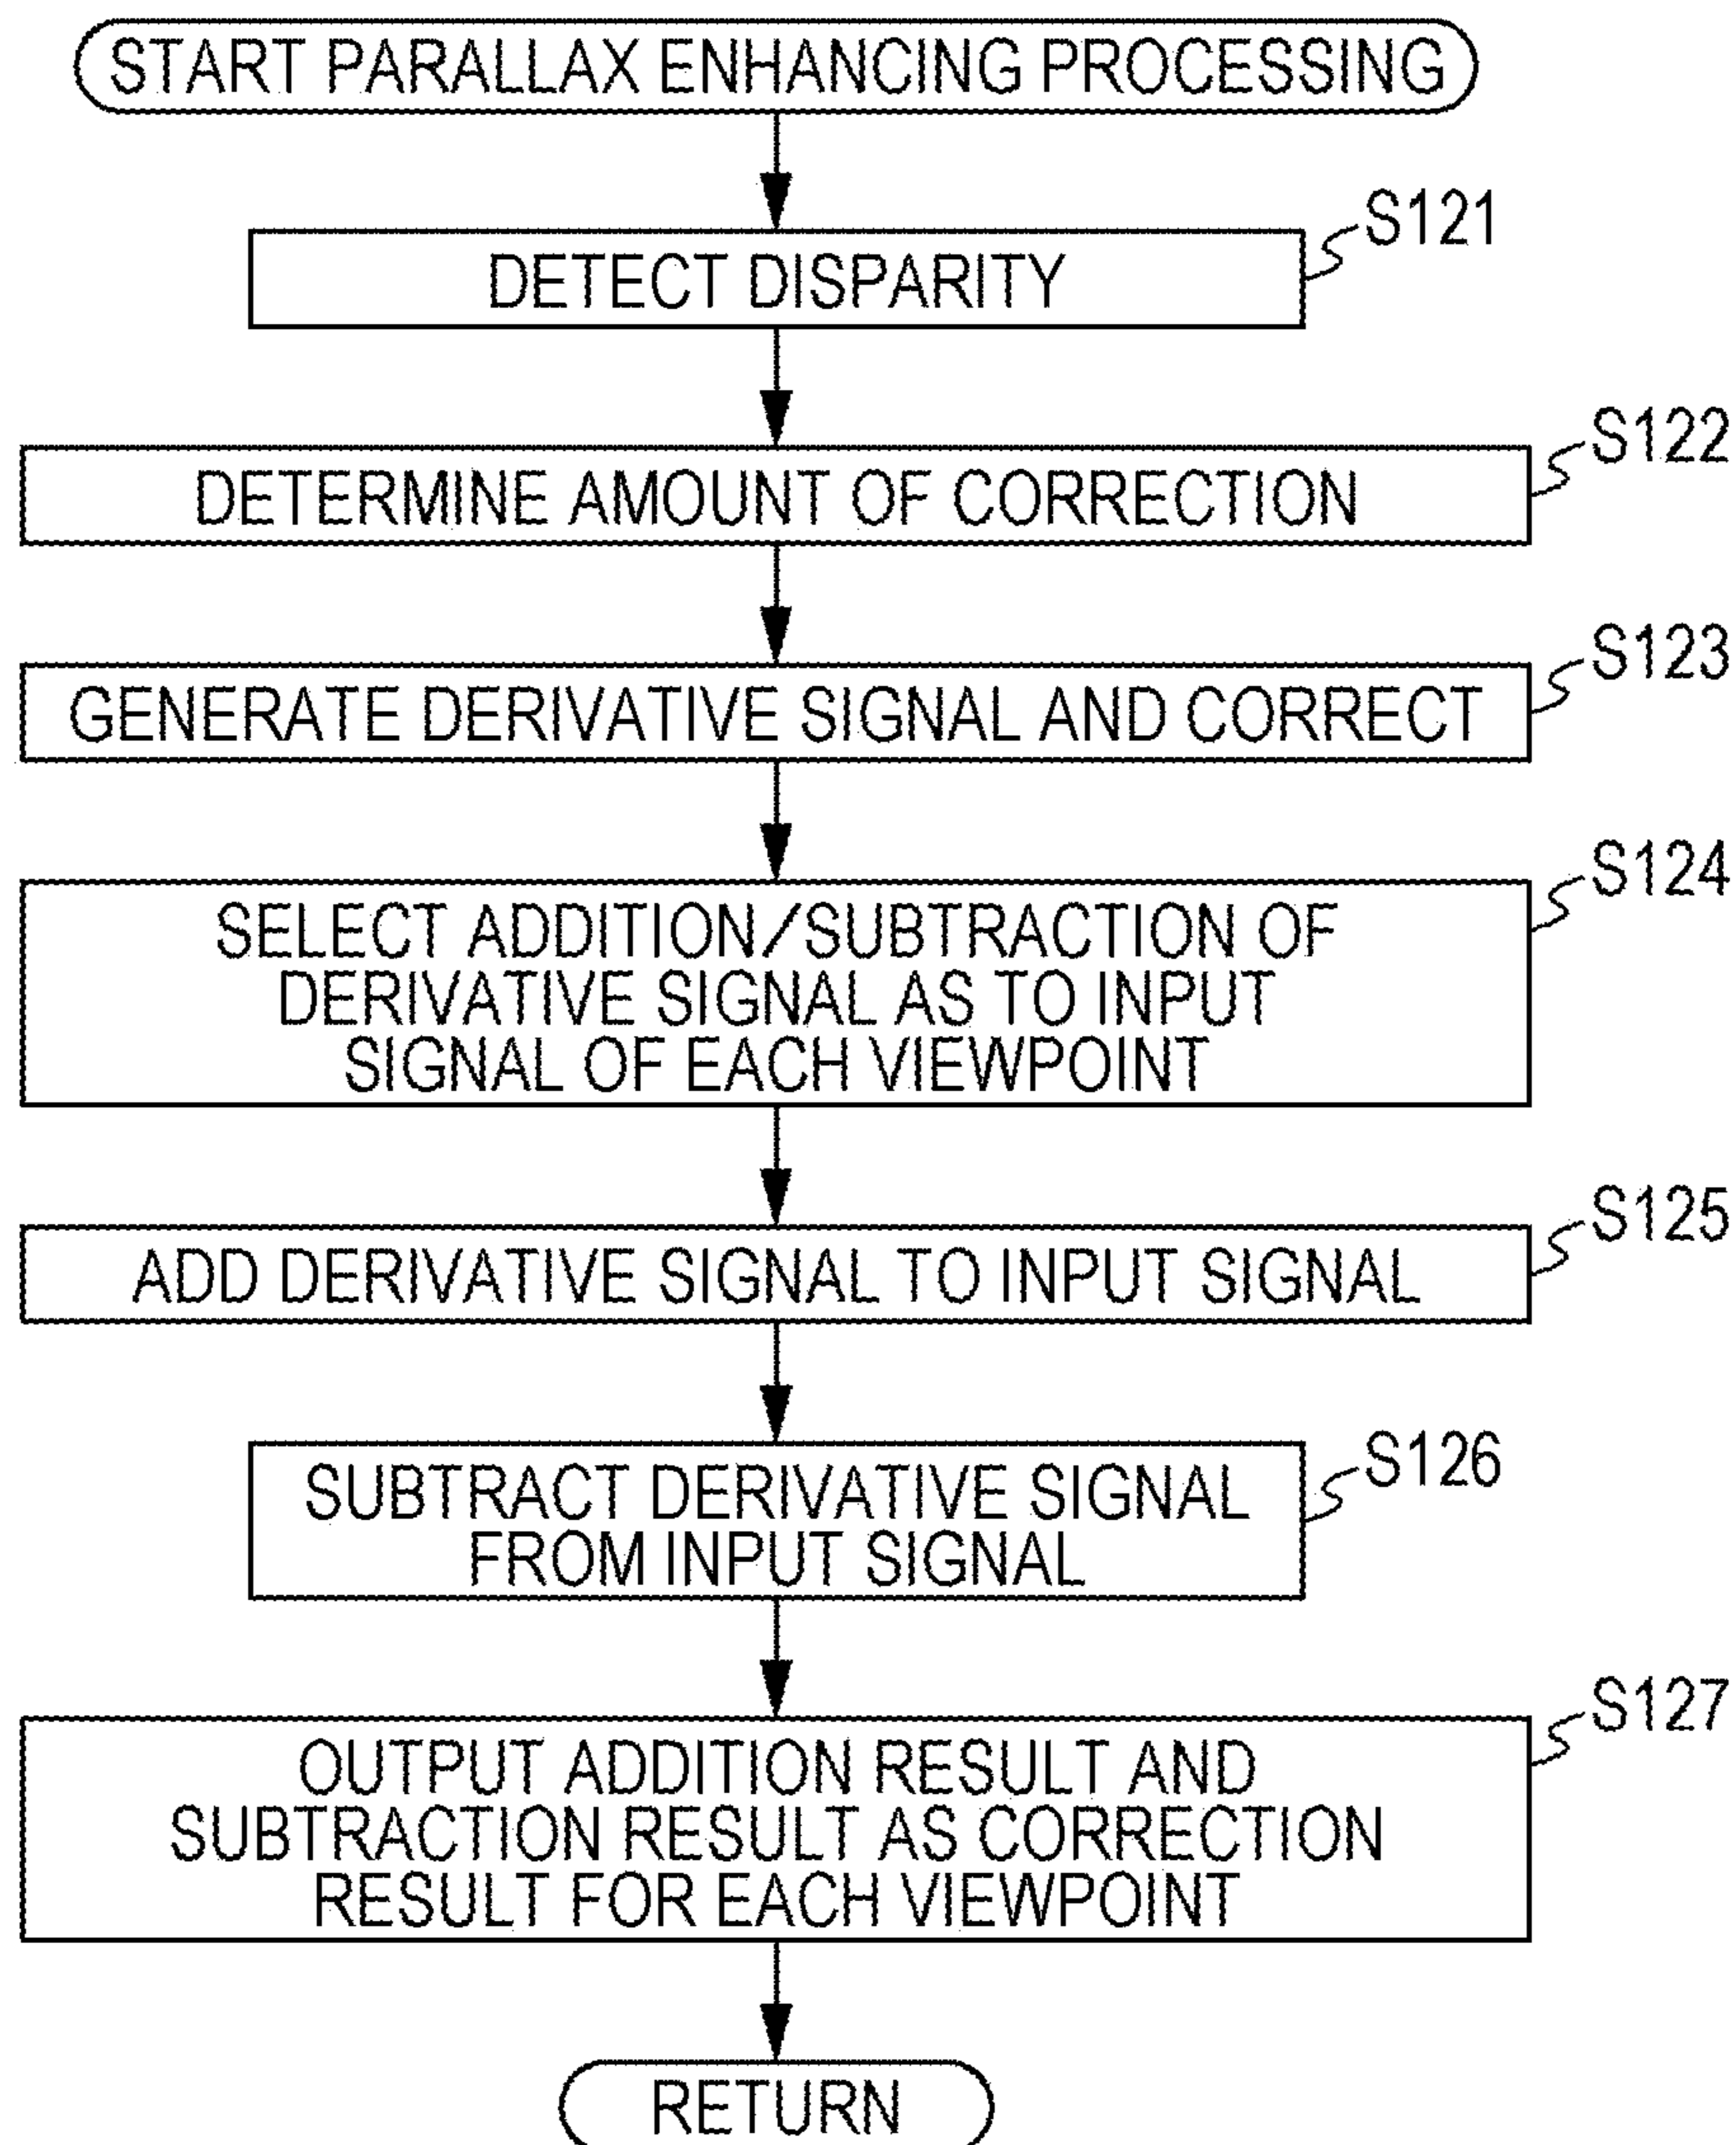 START PARALLAX ENHANCING PROCESSING
S121
DETECT DISPARITY
S122
DETERMINE AMOUNT OF CORRECTION
S123
GENERATE DERIVATIVE SIGNAL AND CORRECT
S124
SELECT ADDITION/SUBTRACTION OF
DERIVATIVE SIGNAL AS TO INPUT
SIGNAL OF EACH VIEWPOINT
S125
ADD DERIVATIVE SIGNAL TO INPUT SIGNAL
S126
SUBTRACT DERIVATIVE SIGNAL
FROM INPUT SIGNAL
S127
OUTPUT ADDITION RESULT AND
SUBTRACTION RESULT AS CORRECTION
RESULT FOR EACH VIEWPOINT
RETURN